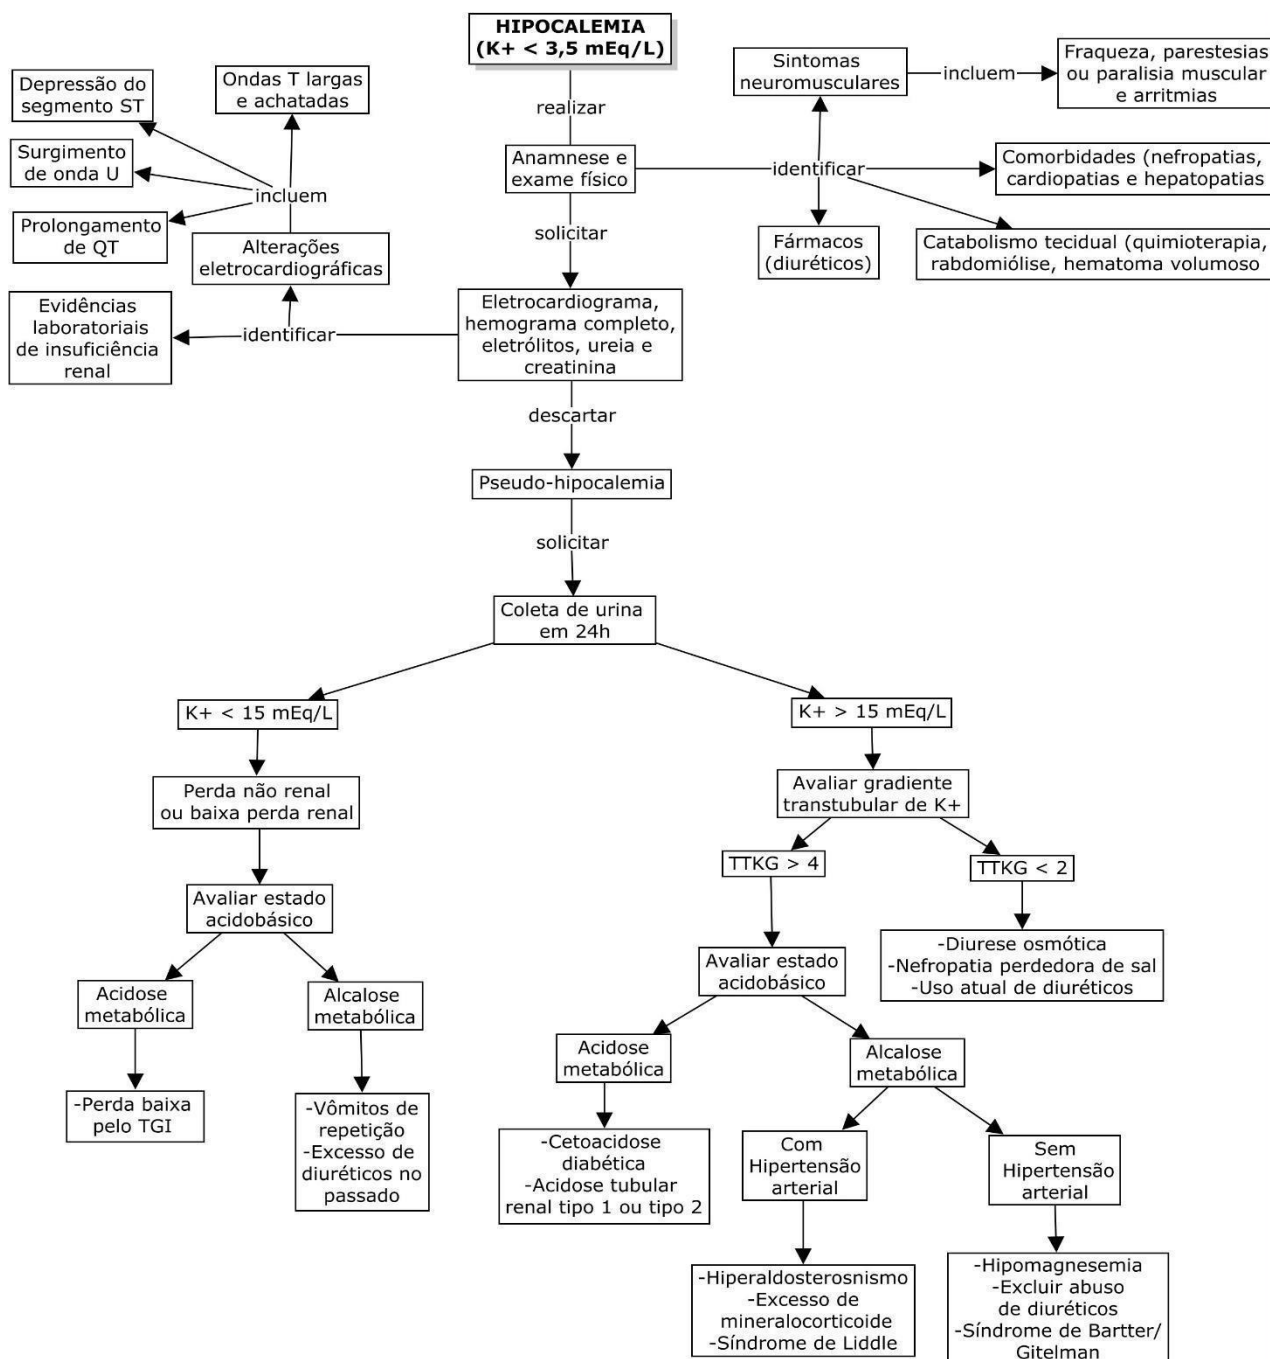 HIPOCALEMIA
(K+ < 3,5 mEq/L)
realizar
Anamnese e
exame físico
identificar
Sintomas
neuromusculares
incluem
Fraqueza, parestesias
ou paralisia muscular
e arritmias
Comorbidades (nefropatias,
cardiopatias e hepatopatias
Catabolismo tecidual (quimioterapia,
rabdomiólise, hematoma volumoso
Fármacos
(diuréticos)
solicitar
Eletrocardiograma,
hemograma completo,
eletrólitos, ureia e
creatinina
identificar
Alterações
eletrocardiográficas
incluem
Ondas T largas
e achatadas
Depressão do
segmento ST
Surgimento
de onda U
Prolongamento
de QT
Evidências
laboratoriais
de insuficiência
renal
descartar
Pseudo-hipocalemia
solicitar
Coleta de urina
em 24h
K+ < 15 mEq/L
Perda não renal
ou baixa perda renal
Avaliar estado
acidobásico
Acidose
metabólica
-Perda baixa
pelo TGI
Alcalose
metabólica
-Vômitos de
repetição
-Excesso de
diuréticos no
passado
K+ > 15 mEq/L
Avaliar gradiente
transtubular de K+
TTKG > 4
TTKG < 2
-Diurese osmótica
-Nefropatia perdedora de sal
-Uso atual de diuréticos
Avaliar estado
acidobásico
Acidose
metabólica
-Cetoacidose
diabética
-Acidose tubular
renal tipo 1 ou tipo 2
Alcalose
metabólica
Com
Hipertensão
arterial
-Hiperaldosterosnismo
-Excesso de
mineralocorticoide
-Síndrome de Liddle
Sem
Hipertensão
arterial
-Hipomagnesemia
-Excluir abuso
de diuréticos
-Síndrome de Bartter/
Gitelman